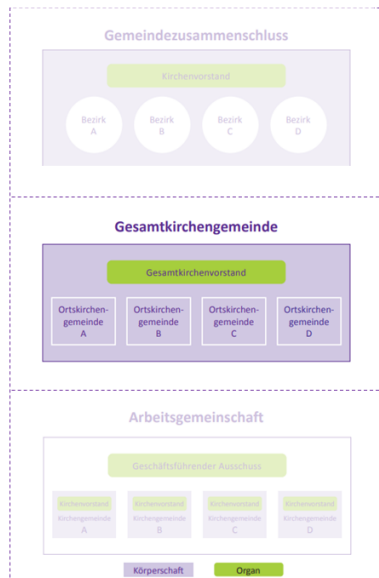 Gemeindezusammenschluss
Kirchenvorstand
Bezirk
A
Bezirk
B
Bezirk
C
Bezirk
D
Gesamtkirchengemeinde
Gesamtkirchenvorstand
Ortskirchen-
gemeinde
A
Ortskirchen-
gemeinde
B
Ortskirchen-
gemeinde
C
Ortskirchen-
gemeinde
D
Arbeitsgemeinschaft
Geschäftsführender Ausschuss
Kirchenvorstand
Kirchengemeinde
A
Kirchenvorstand
Kirchengemeinde
B
Kirchenvorstand
Kirchengemeinde
C
Kirchenvorstand
Kirchengemeinde
D
Körperschaft
Organ